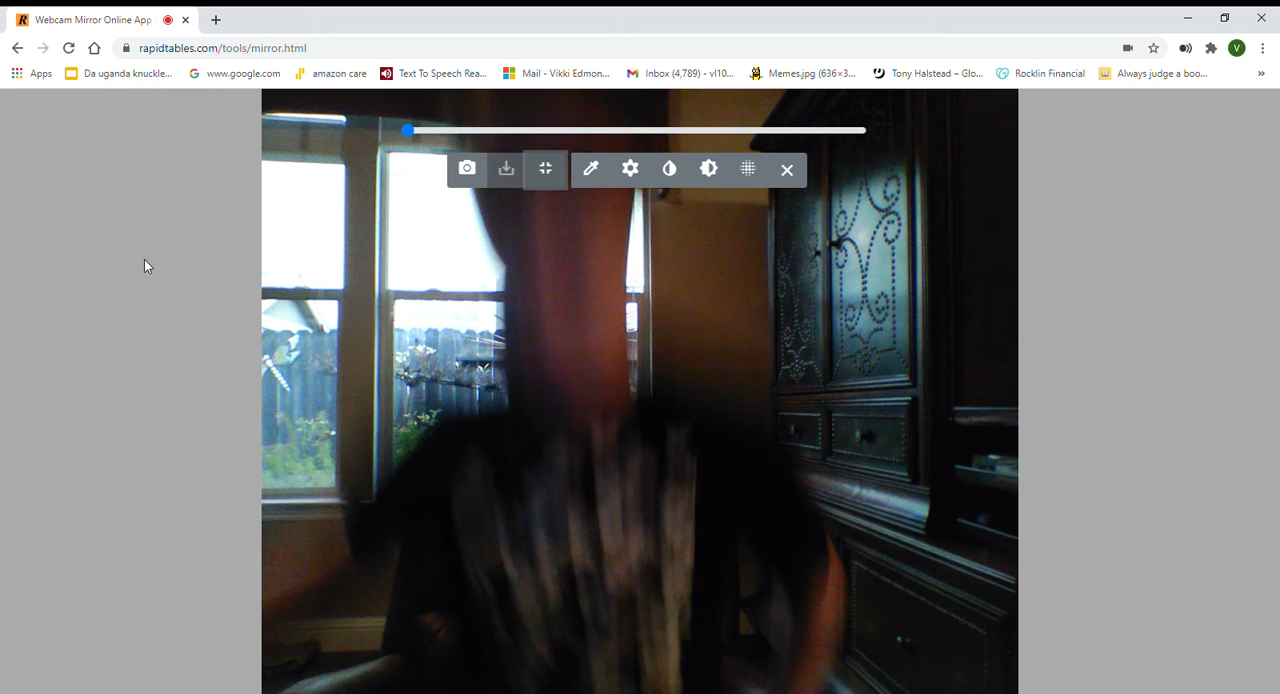 Webcam Mirror Online App
rapidtables.com/tools/mirror.html
V
Apps
Da uganda knuckle...
www.google.com
amazon care
Text To Speech Rea...
Mail - Vikki Edmon...
Inbox (4,789) - vl10...
Memes.jpg (636×3...
Tony Halstead – Glo...
Rocklin Financial
Always judge a boo...
»